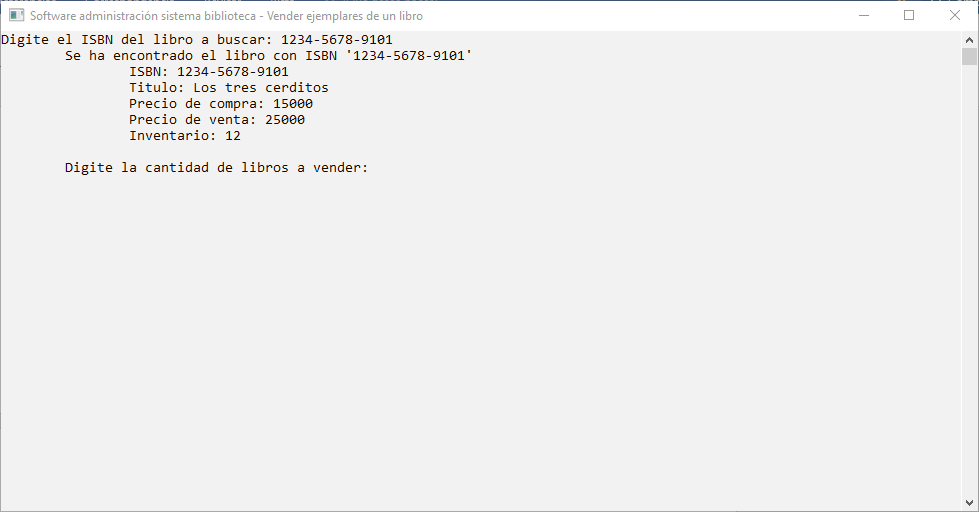 Software administración sistema biblioteca - Vender ejemplares de un libro
Digite el ISBN del libro a buscar: 1234-5678-9101
Se ha encontrado el libro con ISBN '1234-5678-9101'
ISBN: 1234-5678-9101
Titulo: Los tres cerditos
Precio de compra: 15000
Precio de venta: 25000
Inventario: 12
Digite la cantidad de libros a vender: